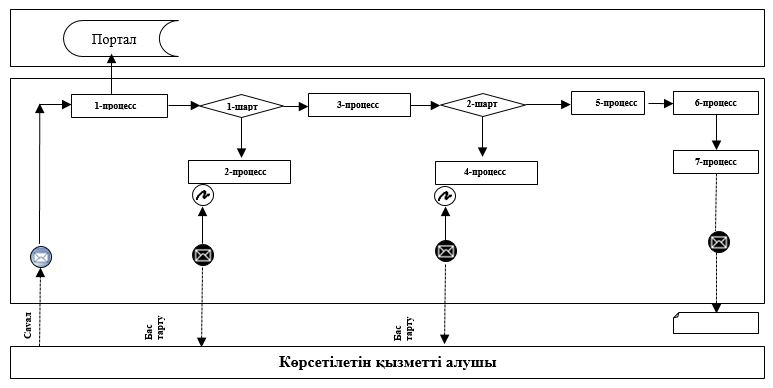 Портал
1-процесс
1-шарт
3-процесс
2-шарт
5-процесс
6-процесс
2-процесс
4-процесс
7-процесс
Сауал
Бас
тарту
Бас
тарту
Көрсетілетін қызметті алушы